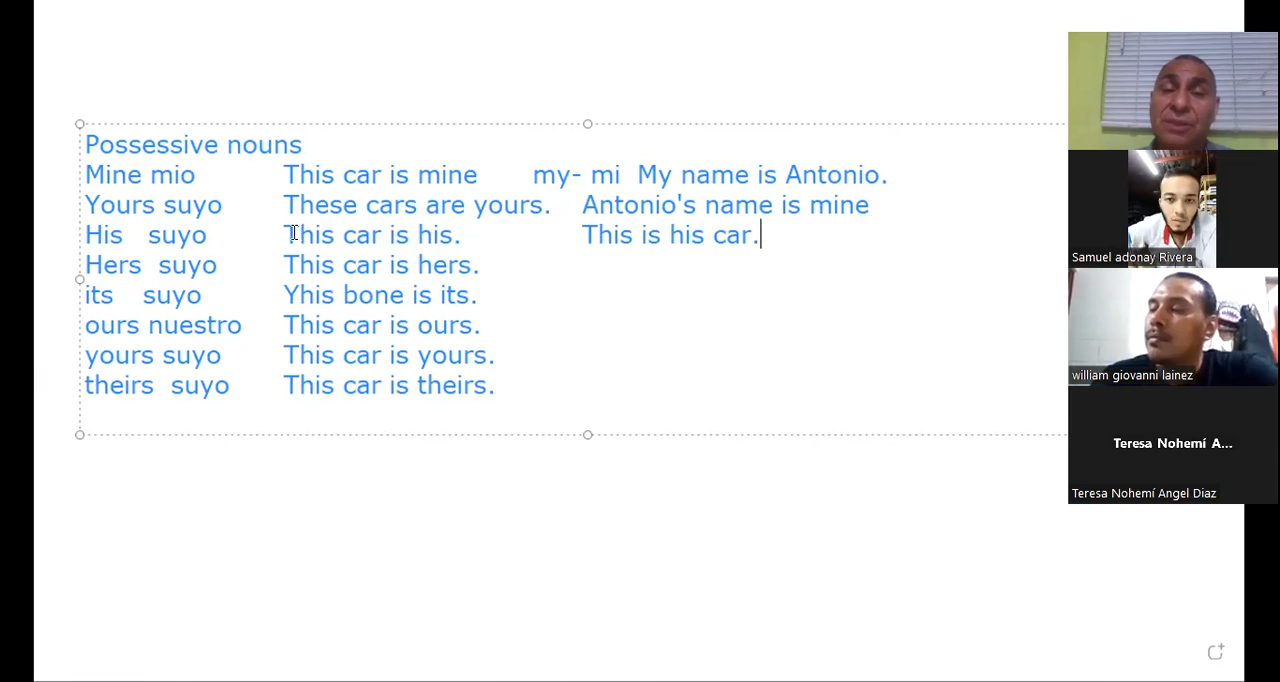 Possessive nouns
Mine mio This car is mine my- mi My name is Antonio.
Yours suyo These cars are yours. Antonio's name is mine
His suyo This car is his. This is his car.
Hers suyo This car is hers.
its suyo Yhis bone is its.
ours nuestro This car is ours.
yours suyo This car is yours.
theirs suyo This car is theirs.
Samuel adonay Rivera
william giovanni lainez
Teresa Nohemí A...
Teresa Nohemí Angel Diaz